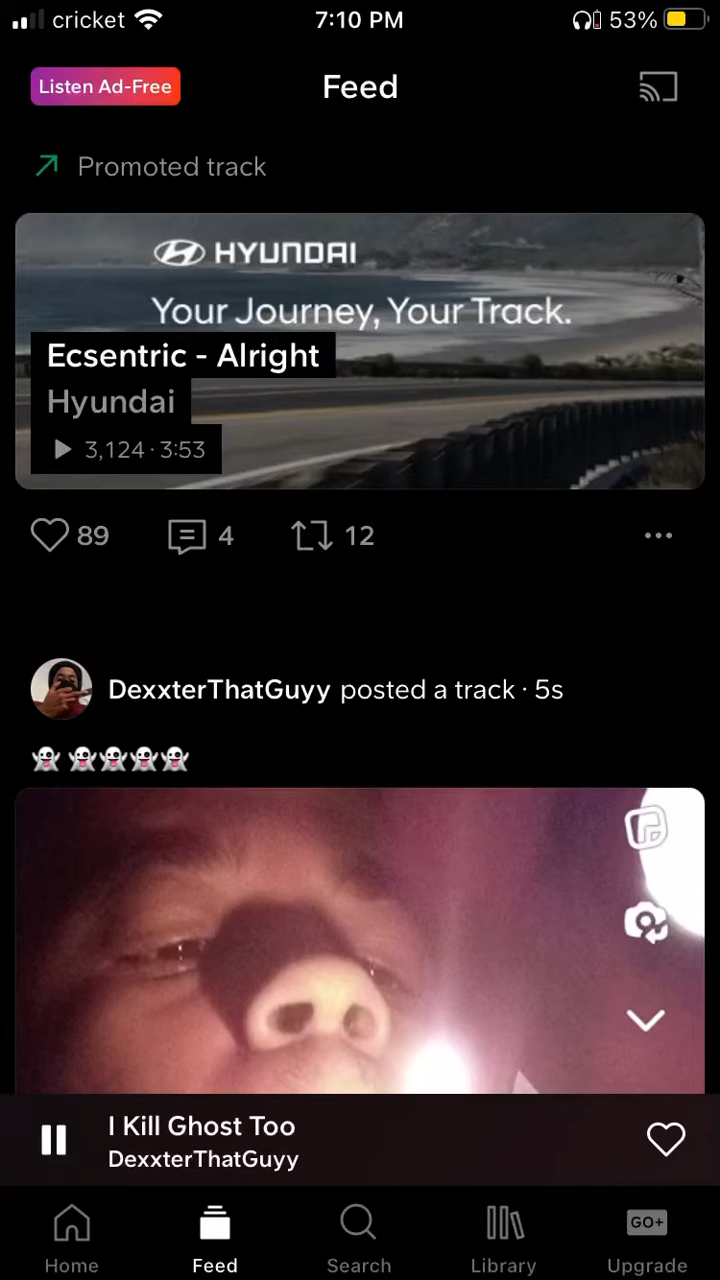 cricket 7:10 PM 53%
Listen Ad-Free Feed
Promoted track
HYUNDAI
Your Journey, Your Track.
Ecsentric - Alright
Hyundai
3,124 · 3:53
89 4 12
DexxterThatGuyy posted a track · 5s
👻 👻👻👻👻
I Kill Ghost Too
DexxterThatGuyy
GO+
Home Feed Search Library Upgrade